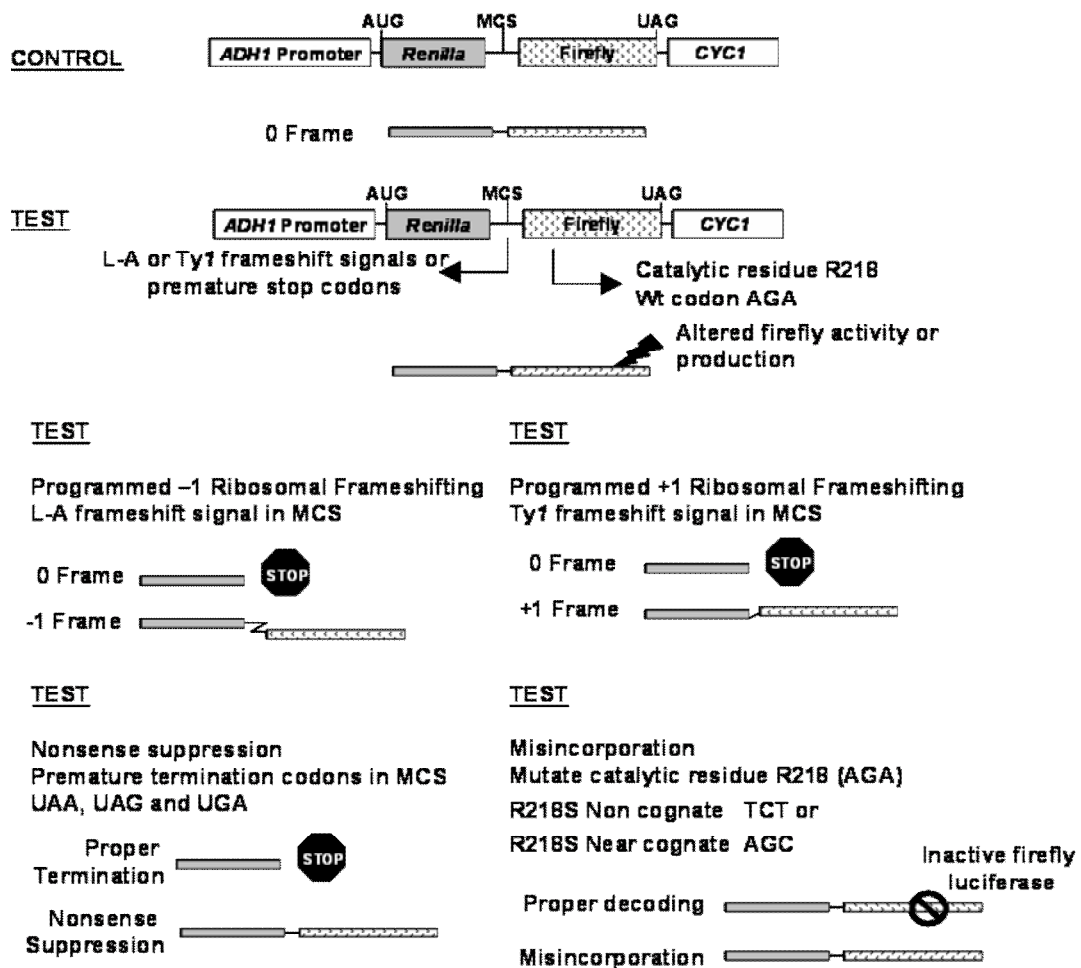 AUG MCS UAG
CONTROL ADH1 Promoter Renilla Firefly CYC1
0 Frame
AUG MCS UAG
TEST ADH1 Promoter Renilla Firefly CYC1
L-A or Ty1 frameshift signals or
premature stop codons
Catalytic residue R218
Wt codon AGA
Altered firefly activity or
production
TEST
Programmed –1 Ribosomal Frameshifting
L-A frameshift signal in MCS
0 Frame STOP
-1 Frame
TEST
Programmed +1 Ribosomal Frameshifting
Ty1 frameshift signal in MCS
0 Frame STOP
+1 Frame
TEST
Nonsense suppression
Premature termination codons in MCS
UAA, UAG and UGA
Proper
Termination STOP
Nonsense
Suppression
TEST
Misincorporation
Mutate catalytic residue R218 (AGA)
R218S Non cognate TCT or
R218S Near cognate AGC
Inactive firefly
luciferase
Proper decoding
Misincorporation